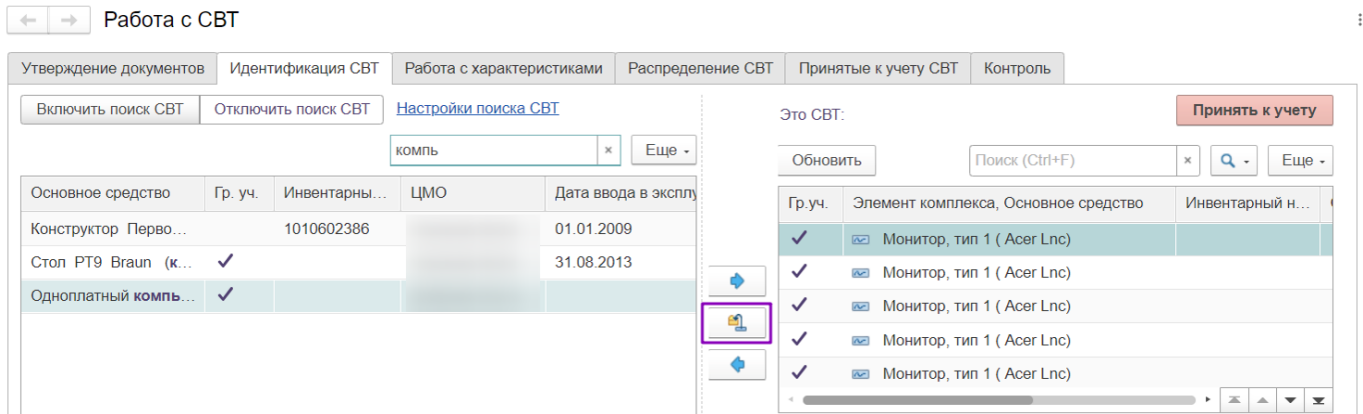 Работа с СВТ
Утверждение документов Идентификация СВТ Работа с характеристиками Распределение СВТ Принятые к учету СВТ Контроль
Включить поиск СВТ Отключить поиск СВТ Настройки поиска СВТ
Это СВТ: Принять к учету
компь × Еще
Обновить Поиск (Ctrl+F) × Еще
Основное средство Гр. уч. Инвентарны... ЦМО Дата ввода в эксплу
Гр.уч. Элемент комплекса, Основное средство Инвентарный н...
Конструктор Перво... 1010602386 01.01.2009
Стол РТ9 Braun (к... 31.08.2013
Одноплатный компь...
Монитор, тип 1 ( Acer Lnc)
Монитор, тип 1 ( Acer Lnc)
Монитор, тип 1 ( Acer Lnc)
Монитор, тип 1 ( Acer Lnc)
Монитор, тип 1 ( Acer Lnc)